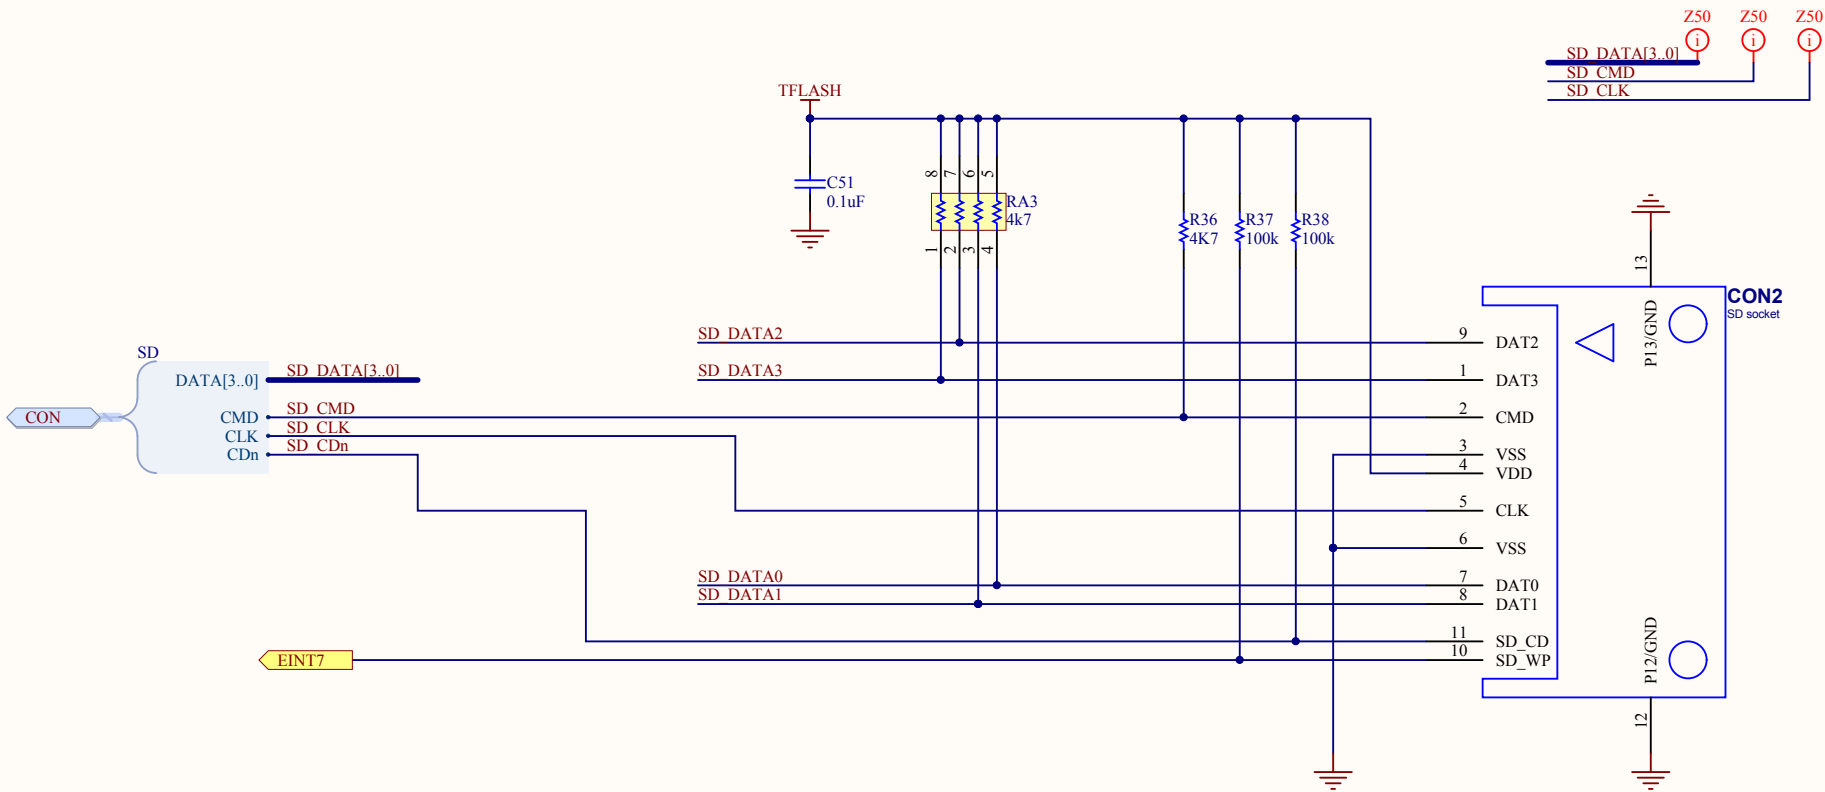 Z50 Z50 Z50
i i i
SD_DATA[3..0]
SD_CMD
SD_CLK
TFLASH
C51
0.1uF
8 7 6 5
RA3
4k7
1 2 3 4
R36
4K7
R37
100k
R38
100k
13
CON2
SD socket
P13/GND
SD_DATA2
9 DAT2
SD
DATA[3..0] SD_DATA[3..0]
SD_DATA3
1 DAT3
CON
CMD SD_CMD
2 CMD
CLK SD_CLK
CDn SD_CDn
3 VSS
4 VDD
5 CLK
6 VSS
SD_DATA0
7 DAT0
SD_DATA1
8 DAT1
11 SD_CD
EINT7
10 SD_WP
P12/GND
12